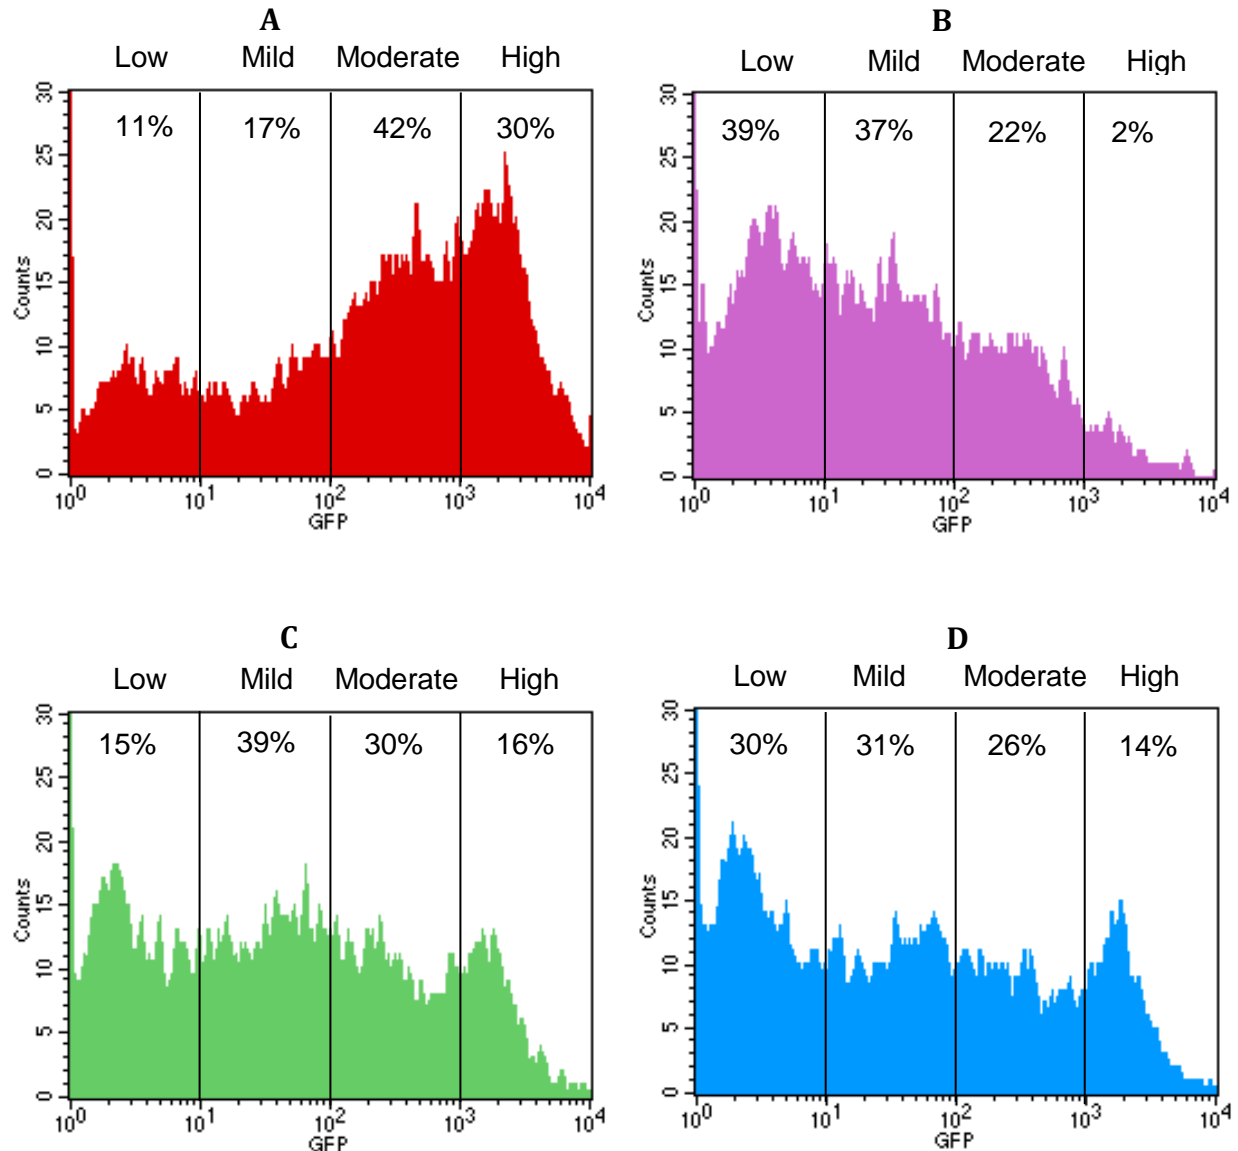 A
Low Mild Moderate High
11% 17% 42% 30%
30
25
20
15
10
5
0
Counts
10^0 10^1 10^2 10^3 10^4
GFP
B
Low Mild Moderate High
39% 37% 22% 2%
30
25
20
15
10
5
0
Counts
10^0 10^1 10^2 10^3 10^4
GFP
C
Low Mild Moderate High
15% 39% 30% 16%
30
25
20
15
10
5
0
Counts
10^0 10^1 10^2 10^3 10^4
GFP
D
Low Mild Moderate High
30% 31% 26% 14%
30
25
20
15
10
5
0
Counts
10^0 10^1 10^2 10^3 10^4
GFP